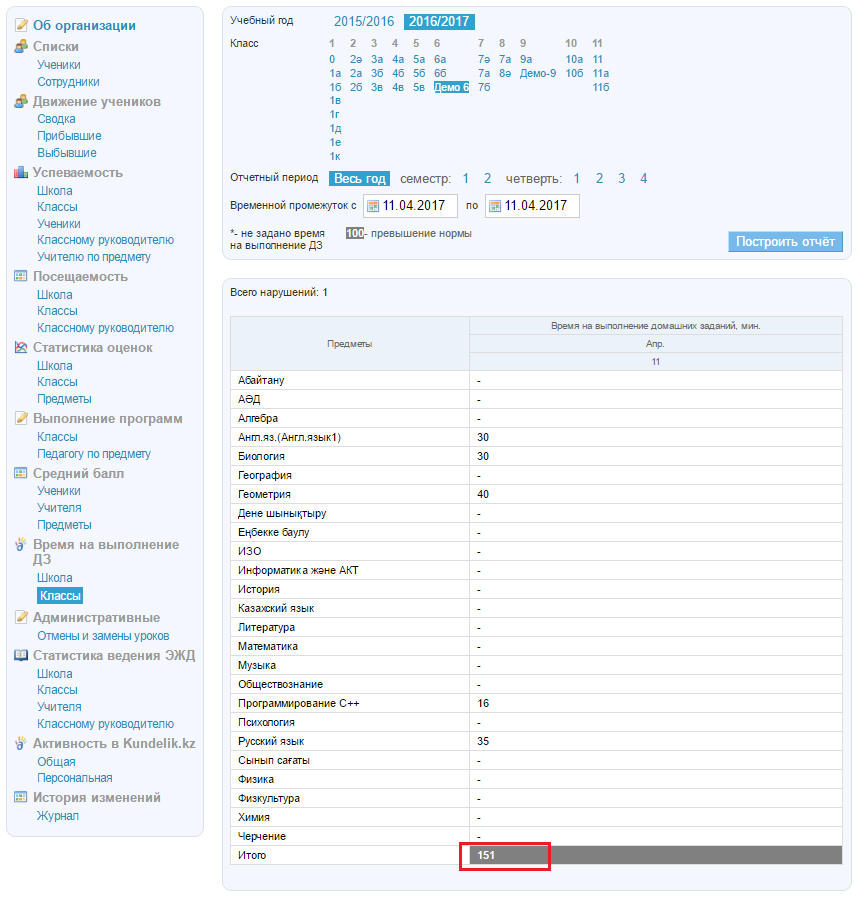 Об организации
Списки
Ученики
Сотрудники
Движение учеников
Сводка
Прибывшие
Выбывшие
Успеваемость
Школа
Классы
Ученики
Классному руководителю
Учителю по предмету
Посещаемость
Школа
Классы
Классному руководителю
Статистика оценок
Школа
Классы
Предметы
Выполнение программ
Классы
Педагогу по предмету
Средний балл
Ученики
Учителя
Предметы
Время на выполнение
ДЗ
Школа
Классы
Административные
Отмены и замены уроков
Статистика ведения ЭЖД
Школа
Классы
Учителя
Классному руководителю
Активность в Kundelik.kz
Общая
Персональная
История изменений
Журнал
Учебный год 2015/2016 2016/2017
Класс 1 2 3 4 5 6 7 8 9 10 11
0 2ә 3а 4а 5а 6а 7ә 7а 9а 10а 11
1а 2а 3б 4б 5б 6б 7а 8ә Демо-9 10б 11а
1б 2б 3в 4в 5в Демо 6 7б 11б
1в
1г
1д
1е
1к
Отчетный период Весь год семестр: 1 2 четверть: 1 2 3 4
Временной промежуток с 11.04.2017 по 11.04.2017
*- не задано время 100- превышение нормы
на выполнение ДЗ
Построить отчёт
Всего нарушений: 1
Предметы Время на выполнение домашних заданий, мин.
Апр.
11
Абайтану -
АӘД -
Алгебра -
Англ.яз.(Англ.язык1) 30
Биология 30
География -
Геометрия 40
Дене шынықтыру -
Еңбекке баулу -
ИЗО -
Информатика және АКТ -
История -
Казахский язык -
Литература -
Математика -
Музыка -
Обществознание -
Программирование С++ 16
Психология -
Русский язык 35
Сынып сағаты -
Физика -
Физкультура -
Химия -
Черчение -
Итого 151